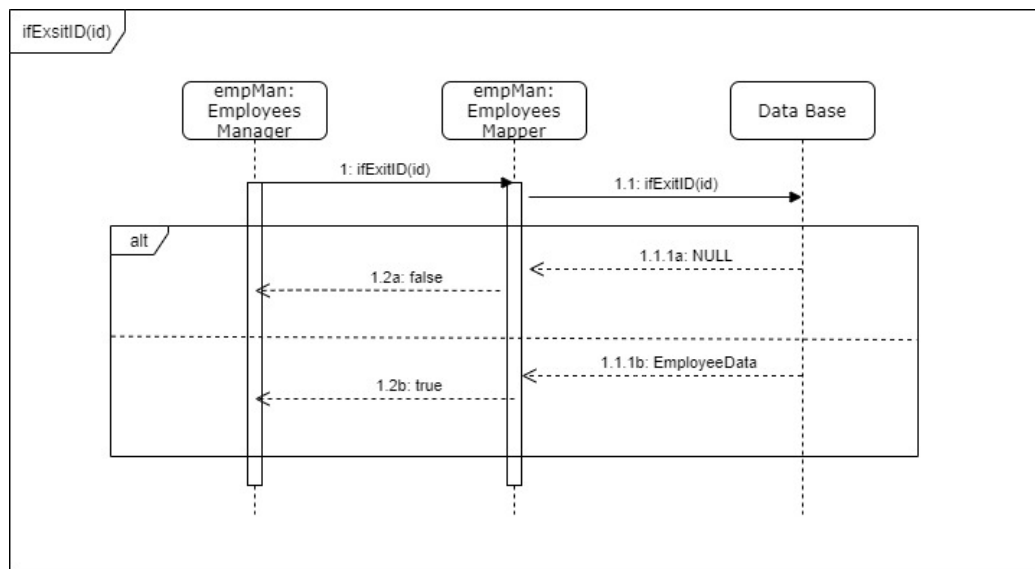 ifExsitID(id)
empMan:
Employees
Manager
empMan:
Employees
Mapper
Data Base
1: ifExitID(id)
1.1: ifExitID(id)
alt
1.1.1a: NULL
1.2a: false
1.1.1b: EmployeeData
1.2b: true